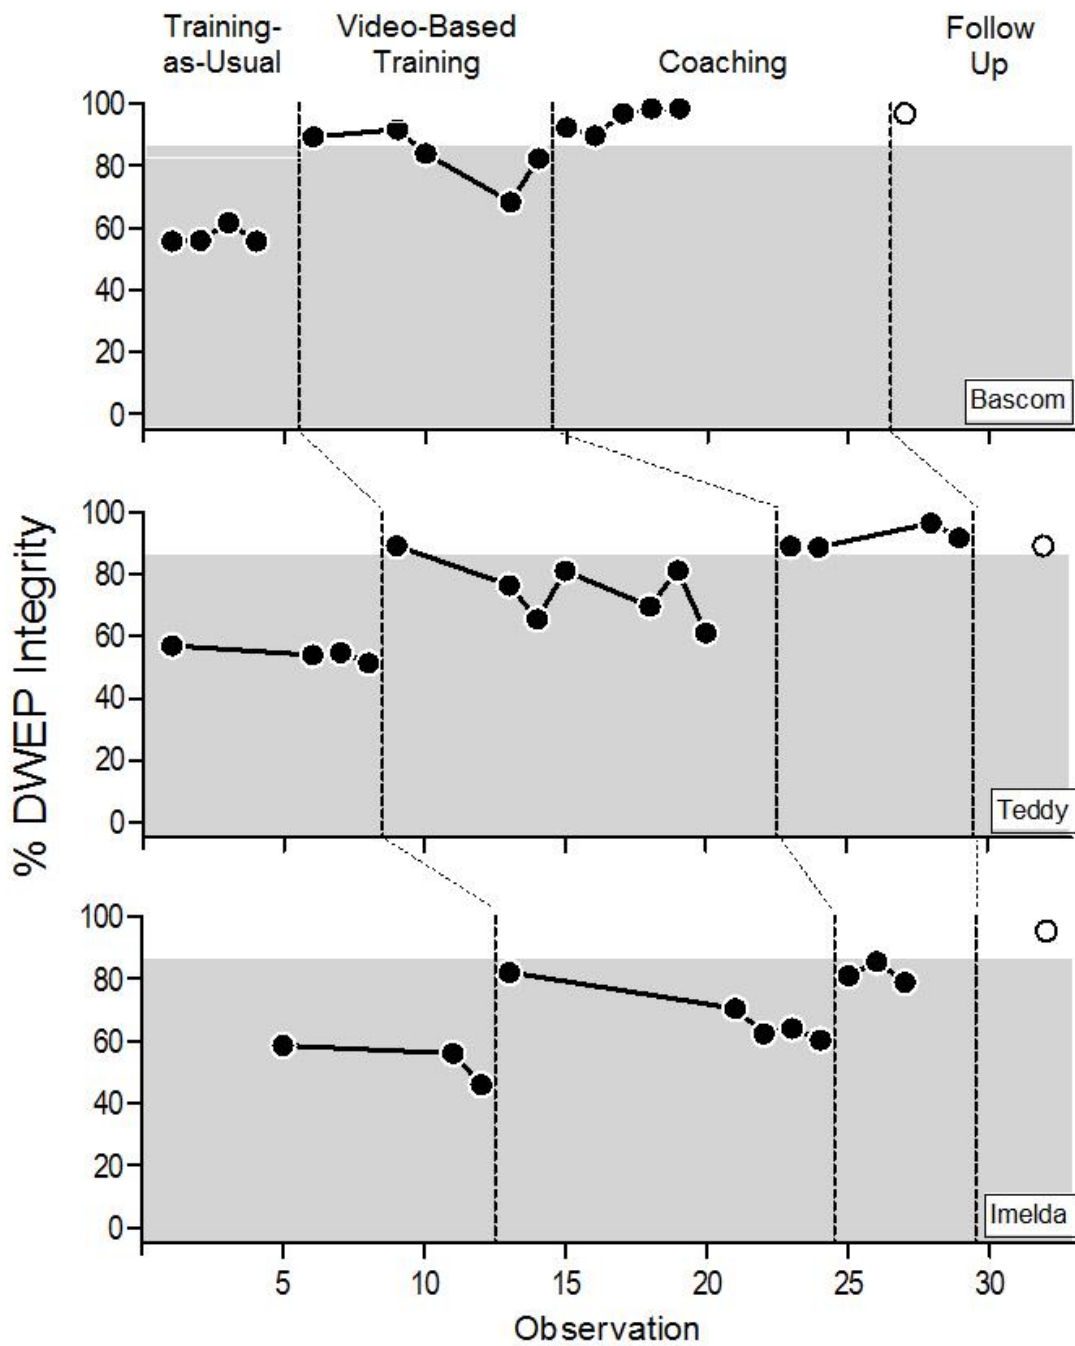 Training-
as-Usual
Video-Based
Training
Coaching
Follow
Up
100
80
60
40
20
0
Bascom
100
80
60
40
20
0
Teddy
100
80
60
40
20
0
Imelda
5 10 15 20 25 30
Observation
% DWEP Integrity